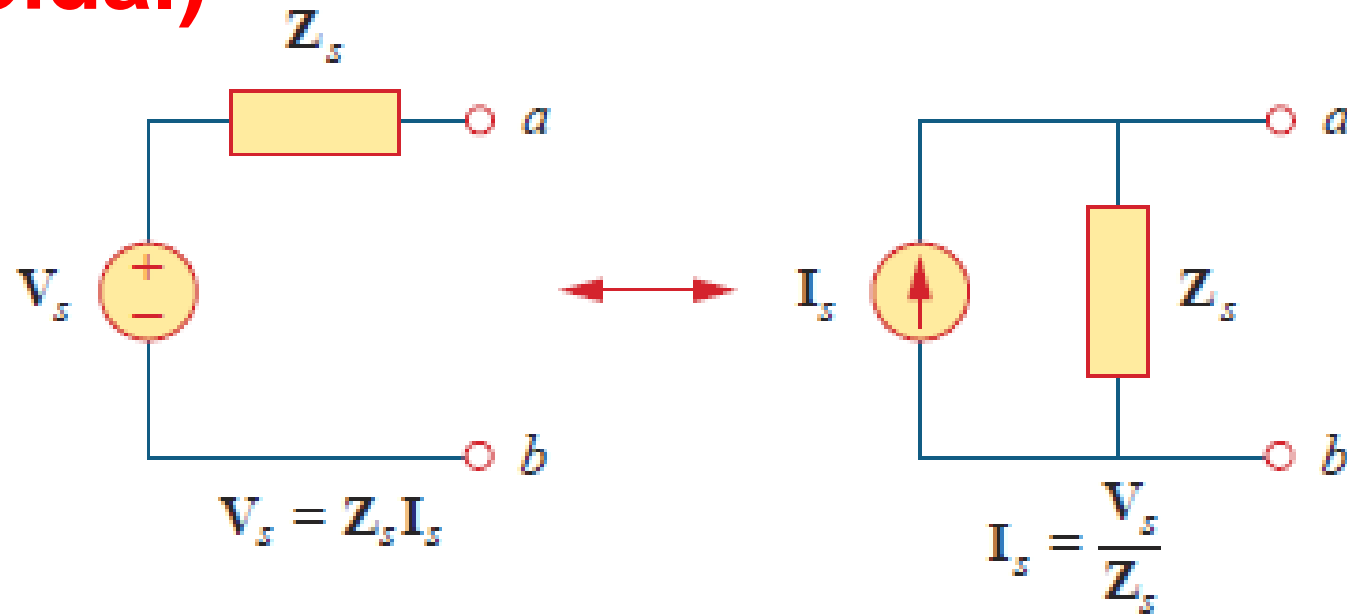 Z_s
a
a
+
V_s
−
I_s
Z_s
b
b
V_s = Z_s I_s
I_s = V_s / Z_s